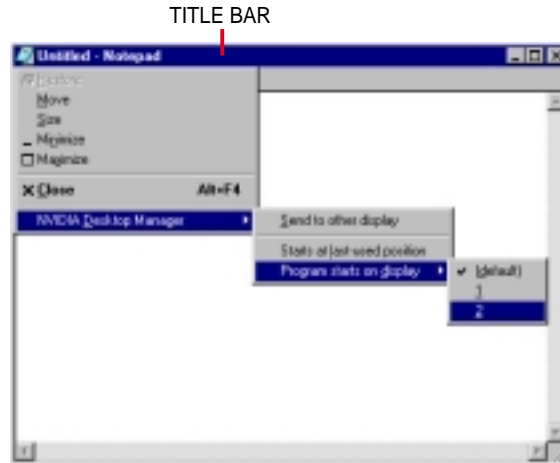 TITLE BAR
Untitled - Notepad
Restore
Move
Size
Minimize
Maximize
Close Alt+F4
NVIDIA Desktop Manager
Send to other display
Starts at last-used position
Program starts on display
(default)
1
2